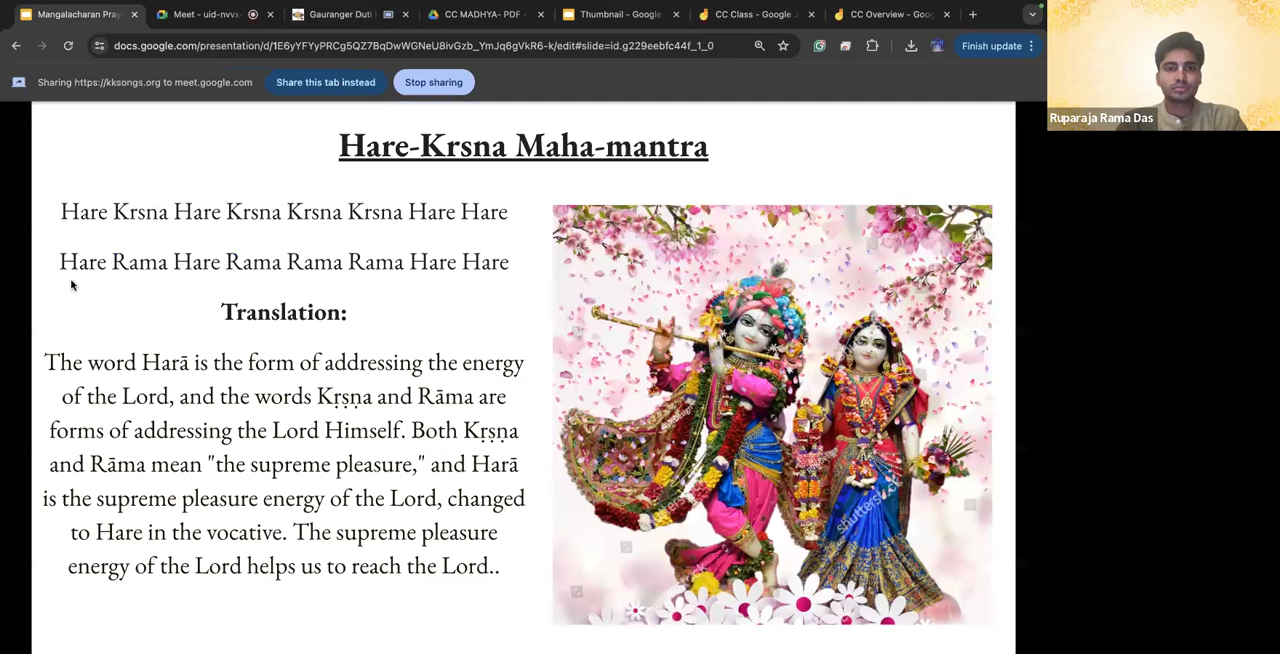 Mangalacharan Pray
Meet - uid-nvvx-
Gauranger Duti
CC MADHYA- PDF -
Thumbnail - Google
CC Class - Google
CC Overview - Goog
docs.google.com/presentation/d/1E6yYFYyPRCg5QZ7BqDwWGNeU8ivGzb_YmJq6gVkR6-k/edit#slide=id.g229eebfc44f_1_0
Finish update
Sharing https://kksongs.org to meet.google.com
Share this tab instead
Stop sharing
Ruparaja Rama Das
Hare-Krsna Maha-mantra
Hare Krsna Hare Krsna Krsna Krsna Hare Hare
Hare Rama Hare Rama Rama Rama Hare Hare
Translation:
The word Harā is the form of addressing the energy
of the Lord, and the words Kṛṣṇa and Rāma are
forms of addressing the Lord Himself. Both Kṛṣṇa
and Rāma mean "the supreme pleasure," and Harā
is the supreme pleasure energy of the Lord, changed
to Hare in the vocative. The supreme pleasure
energy of the Lord helps us to reach the Lord..
shutterstock